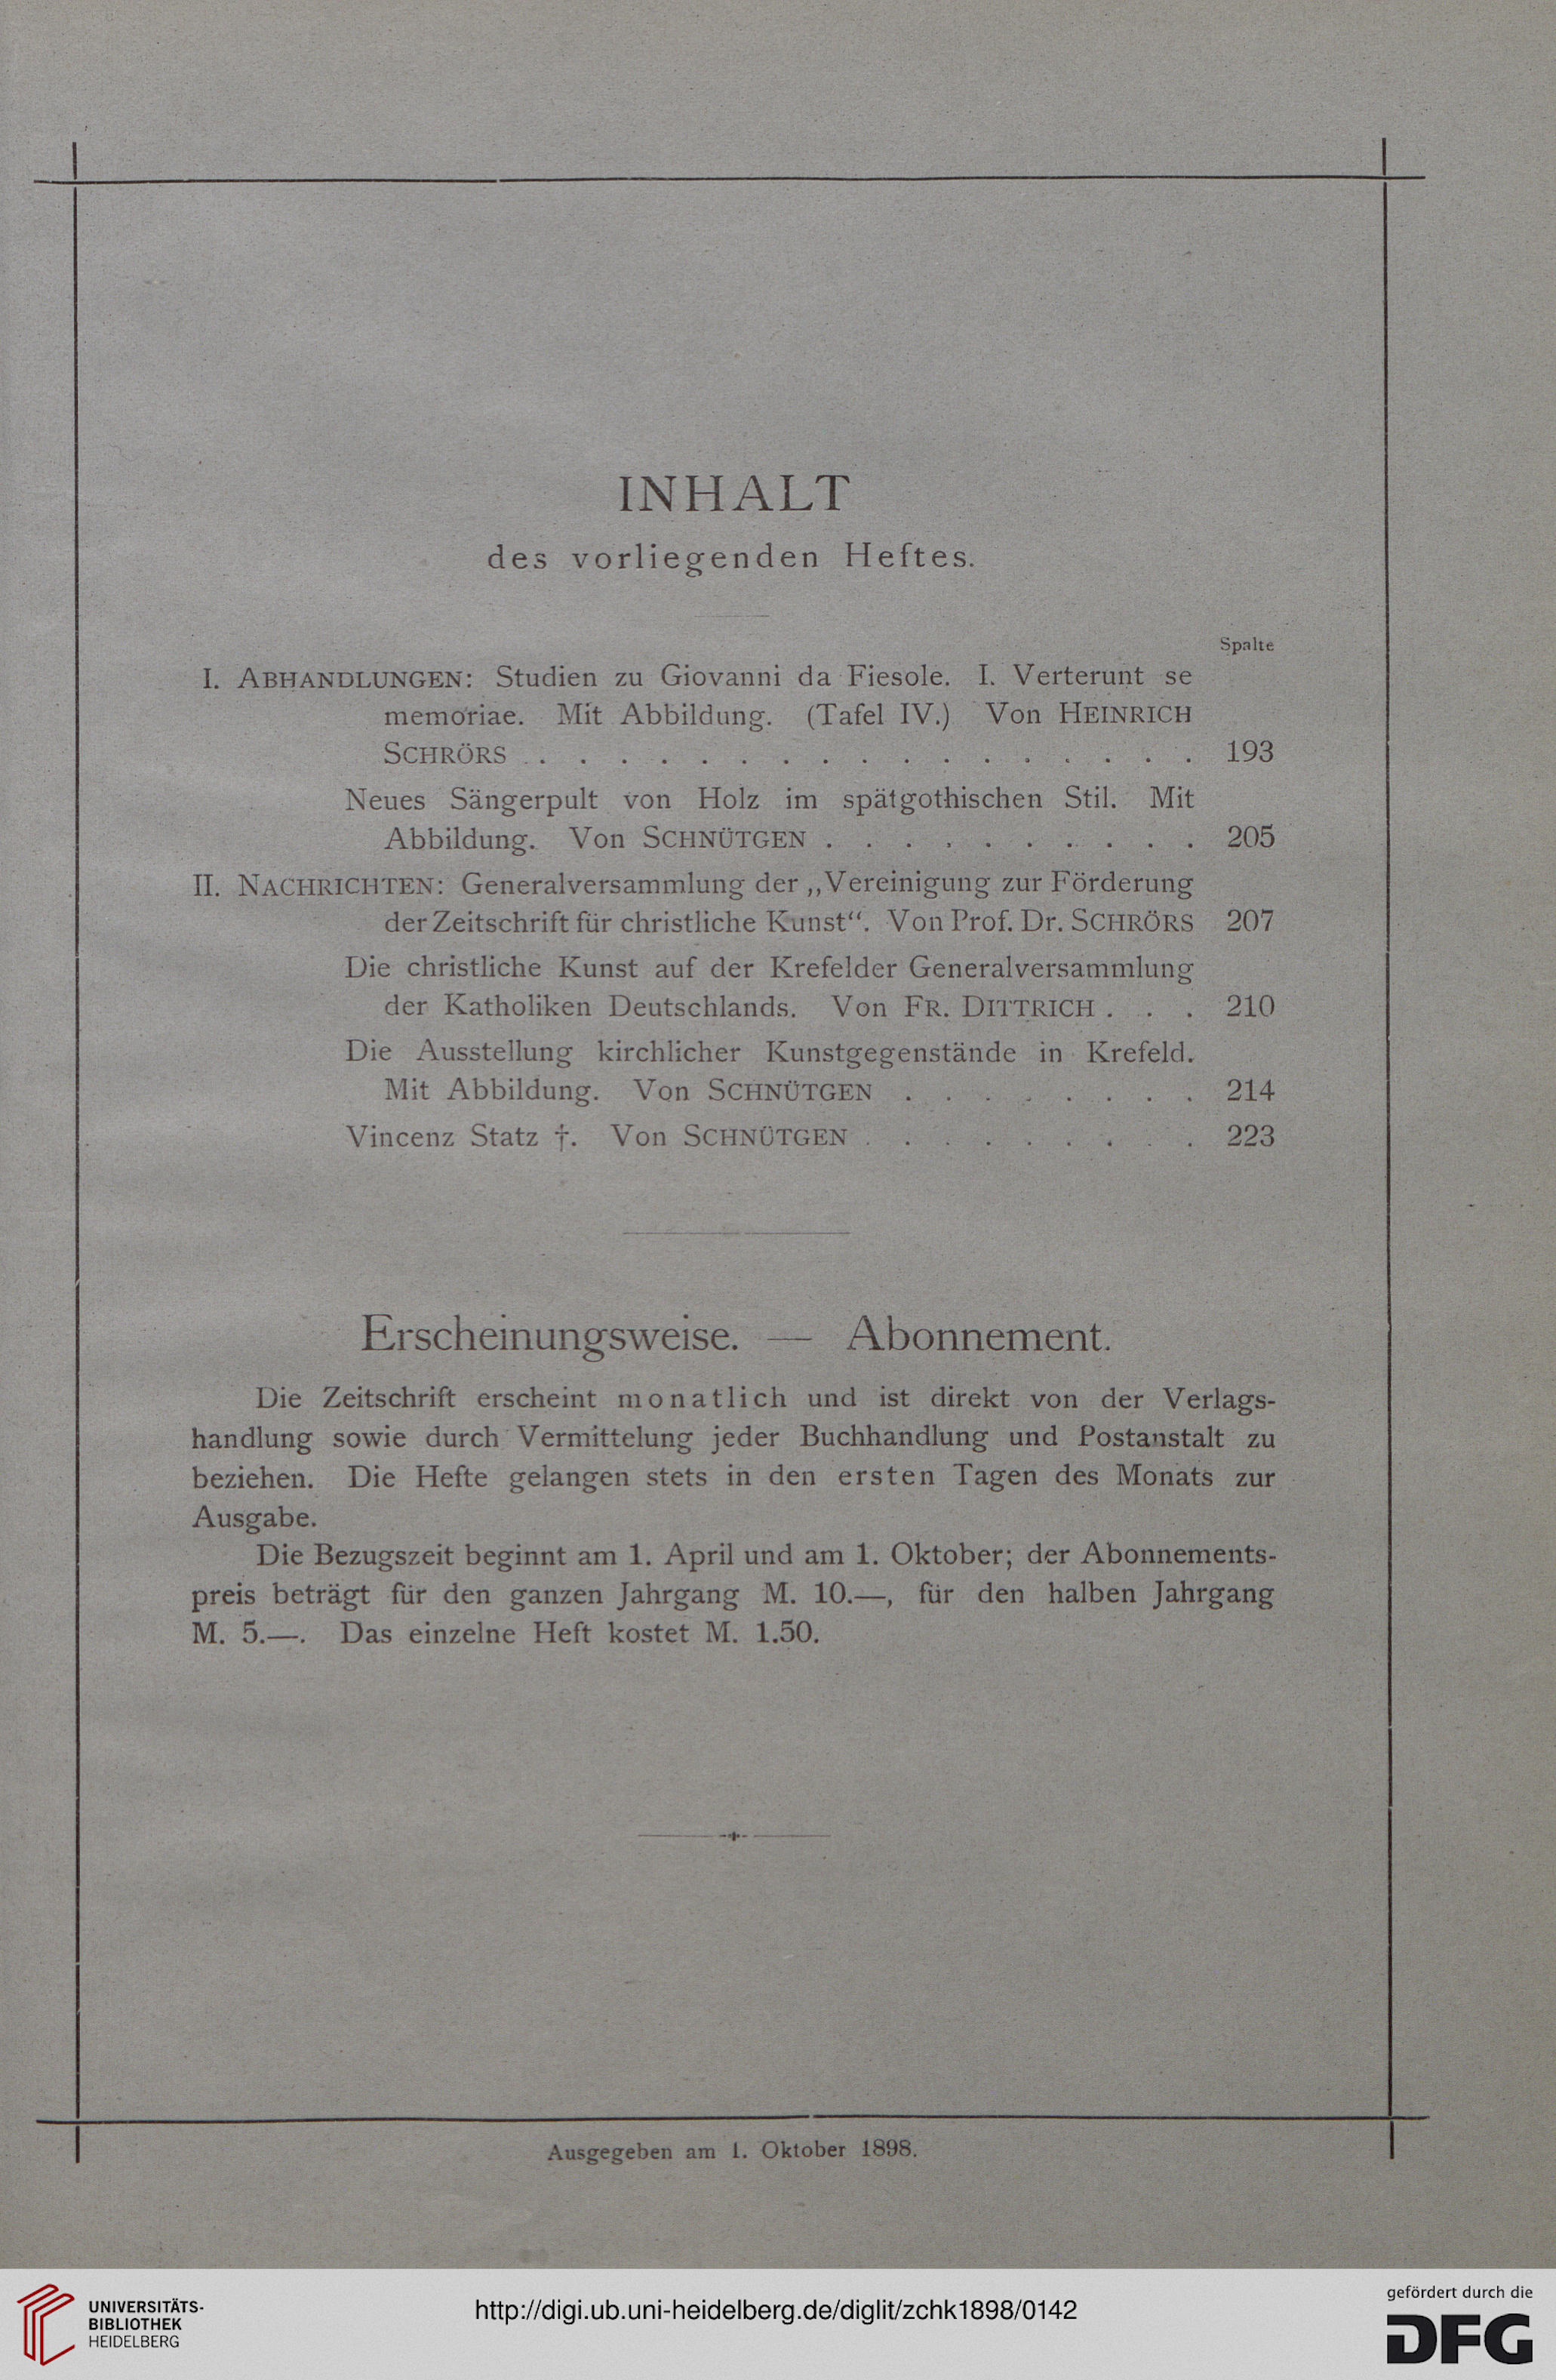 INHALT
des vorliegenden Heftes.
Spalte
I. ABHANDLUNGEN: Studien zu Giovanni da Fiesole. I. Verterunt se
memoriae. Mit Abbildung. (Tafel IV.) Von HEINRICH
SCHRÖRS . . . . . . . . . . . . . . . . . . 193
Neues Sängerpult von Holz im spätgothischen Stil. Mit
Abbildung. Von SCHNÜTGEN . . . . . . . . . . 205
II. NACHRICHTEN: Generalversammlung der „Vereinigung zur Förderung
der Zeitschrift für christliche Kunst“. Von Prof. Dr. SCHRÖRS 207
Die christliche Kunst auf der Krefelder Generalversammlung
der Katholiken Deutschlands. Von FR. DITTRICH . . . 210
Die Ausstellung kirchlicher Kunstgegenstände in Krefeld.
Mit Abbildung. Von SCHNÜTGEN . . . . . . . . 214
Vincenz Statz †. Von SCHNÜTGEN . . . . . . . . . 223
Erscheinungsweise. — Abonnement.
Die Zeitschrift erscheint monatlich und ist direkt von der Verlags-
handlung sowie durch Vermittelung jeder Buchhandlung und Postanstalt zu
beziehen. Die Hefte gelangen stets in den ersten Tagen des Monats zur
Ausgabe.
Die Bezugszeit beginnt am 1. April und am 1. Oktober; der Abonnements-
preis beträgt für den ganzen Jahrgang M. 10.—, für den halben Jahrgang
M. 5.—. Das einzelne Heft kostet M. 1.50.
Ausgegeben am 1. Oktober 1898.
UNIVERSITÄTS-
BIBLIOTHEK
HEIDELBERG
http://digi.ub.uni-heidelberg.de/diglit/zchk1898/0142
gefördert durch die
DFG